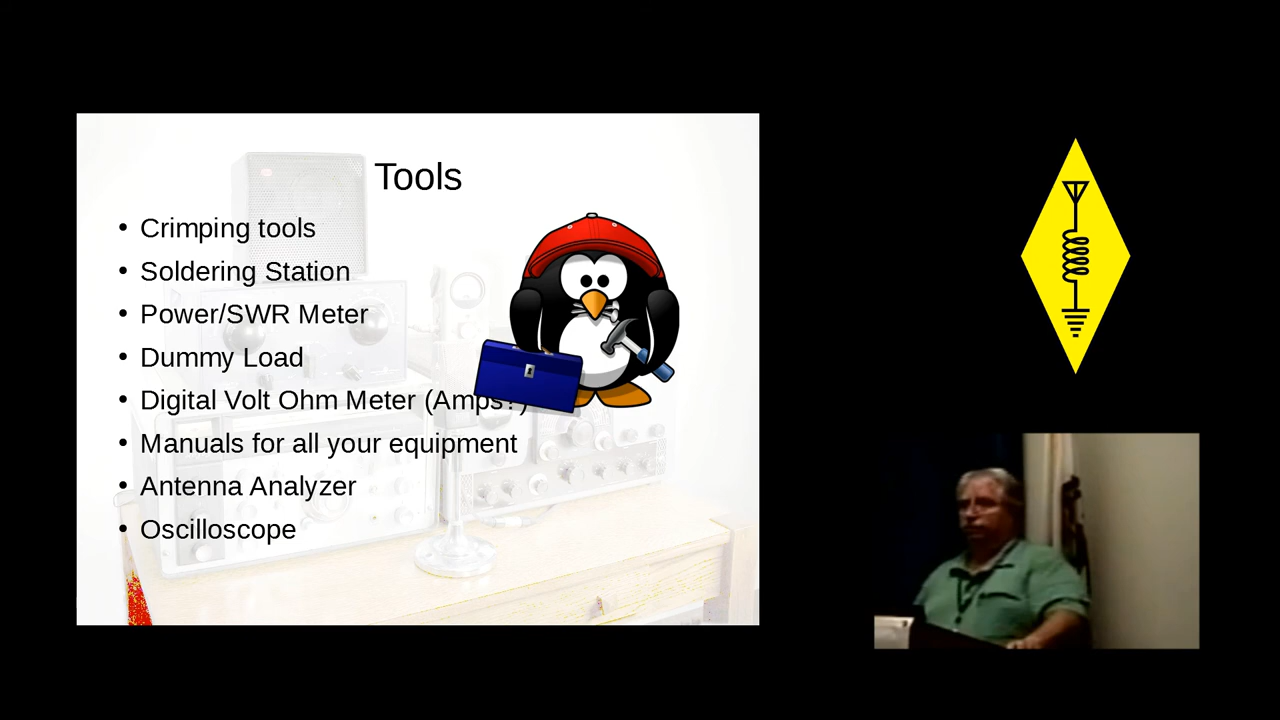 Tools
• Crimping tools
• Soldering Station
• Power/SWR Meter
• Dummy Load
• Digital Volt Ohm Meter (Amps?)
• Manuals for all your equipment
• Antenna Analyzer
• Oscilloscope